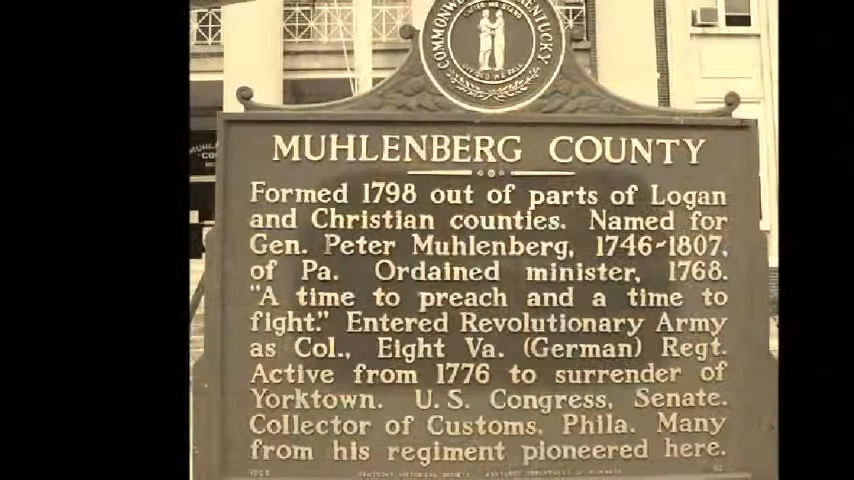 COMMONWEALTH OF KENTUCKY
UNITED WE STAND
DIVIDED WE FALL
MUHLENBERG COUNTY
Formed 1798 out of parts of Logan
and Christian counties. Named for
Gen. Peter Muhlenberg, 1746-1807,
of Pa. Ordained minister, 1768.
"A time to preach and a time to
fight." Entered Revolutionary Army
as Col., Eight Va. (German) Regt.
Active from 1776 to surrender of
Yorktown. U.S. Congress, Senate.
Collector of Customs, Phila. Many
from his regiment pioneered here.